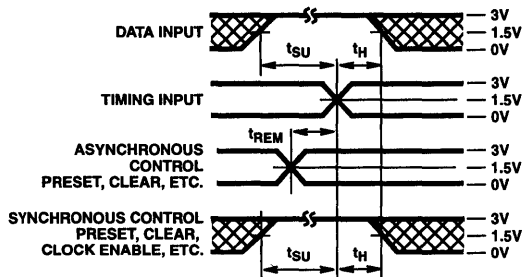 DATA INPUT
tSU
tH
3V
1.5V
0V
TIMING INPUT
3V
1.5V
0V
tREM
ASYNCHRONOUS
CONTROL
PRESET, CLEAR, ETC.
3V
1.5V
0V
SYNCHRONOUS CONTROL
PRESET, CLEAR,
CLOCK ENABLE, ETC.
tSU
tH
3V
1.5V
0V